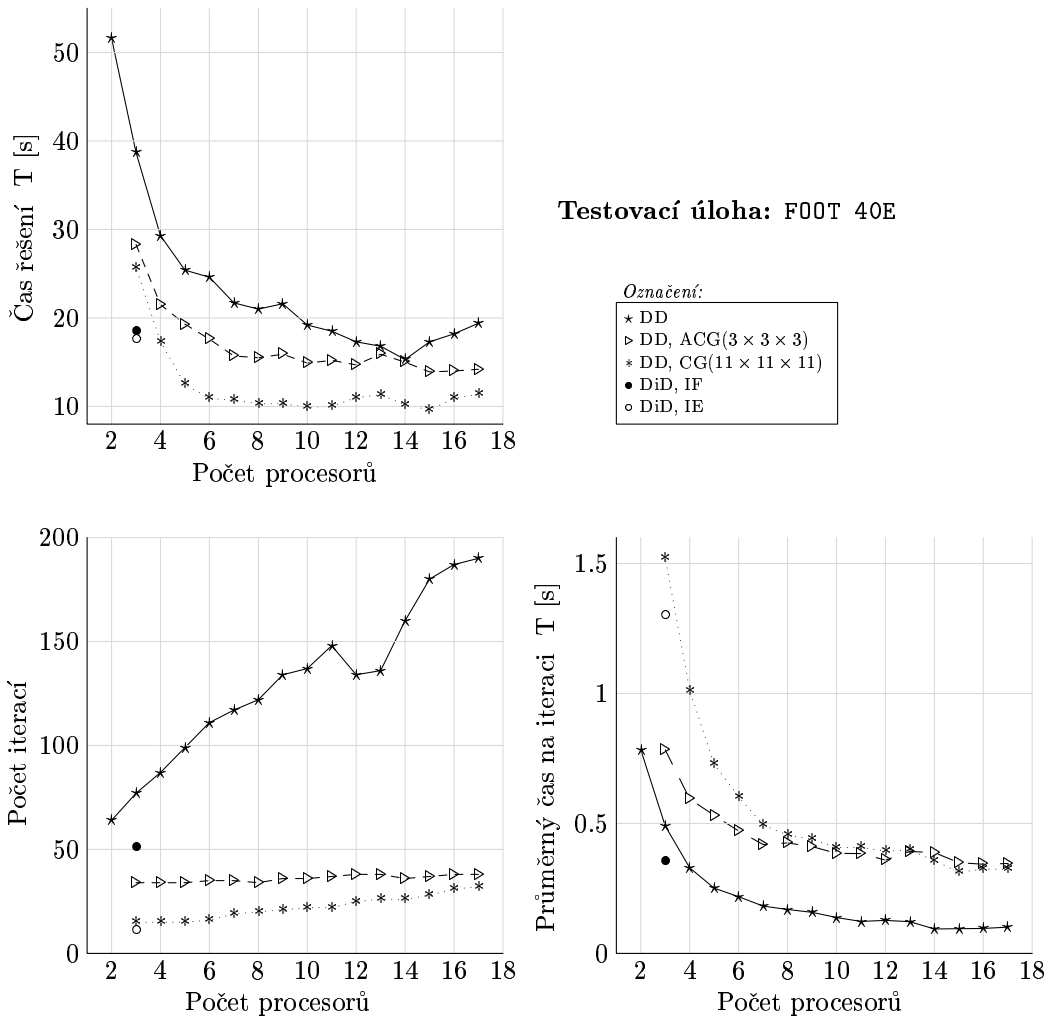 50
40
30
20
10
Čas řešení T [s]
2 4 6 8 10 12 14 16 18
Počet procesorů
Testovací úloha: FOOT 40E
Označení:
DD
DD, ACG(3 × 3 × 3)
DD, CG(11 × 11 × 11)
DiD, IF
DiD, IE
200
150
100
50
0
Počet iterací
2 4 6 8 10 12 14 16 18
Počet procesorů
1.5
1
0.5
0
Průměrný čas na iteraci T [s]
2 4 6 8 10 12 14 16 18
Počet procesorů